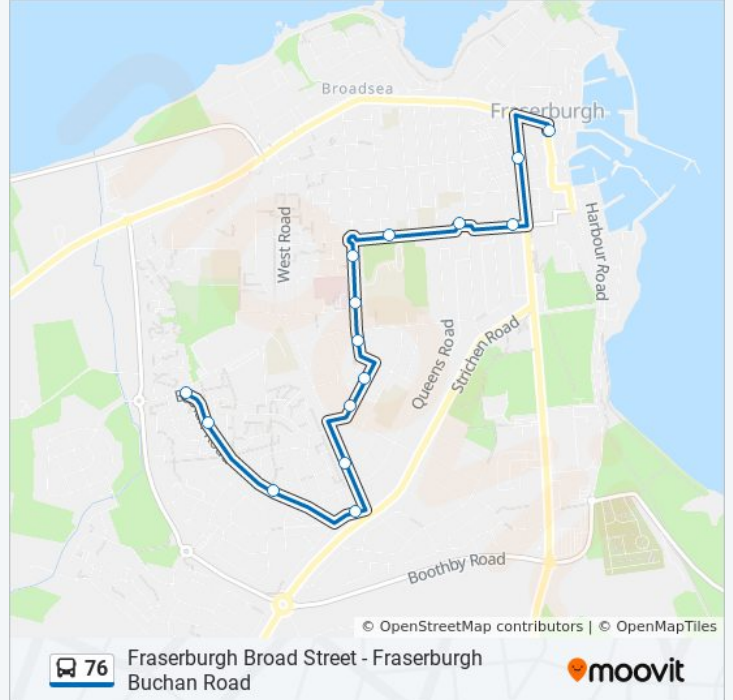 Broadsea
Fraserburgh
West Road
Harbour Road
Queens Road
Strichen Road
Boothby Road
© OpenStreetMap contributors | © OpenMapTiles
76
Fraserburgh Broad Street - Fraserburgh
Buchan Road
moovit